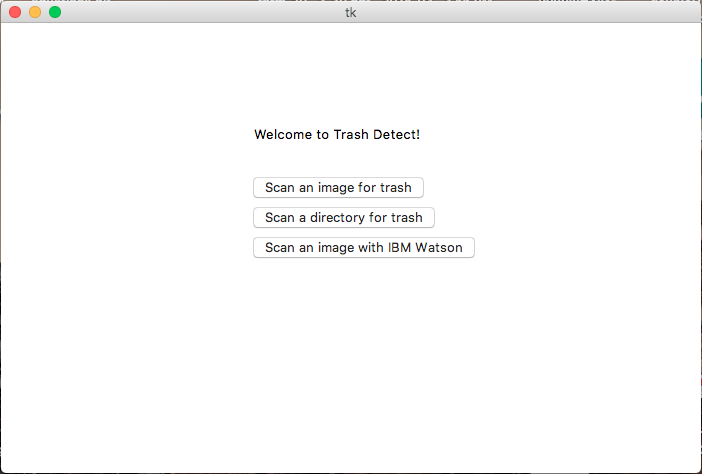 tk
Welcome to Trash Detect!
Scan an image for trash
Scan a directory for trash
Scan an image with IBM Watson